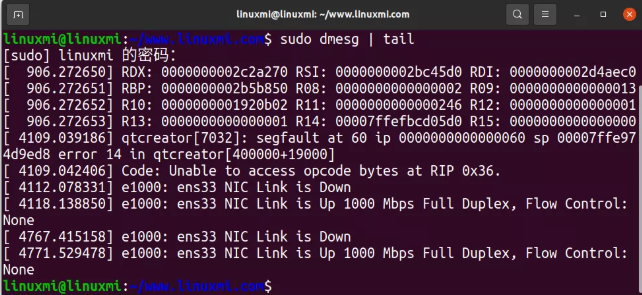 linuxmi@linuxmi: ~/www.linuxmi.com
linuxmi@linuxmi:~/www.linuxmi.com$ sudo dmesg | tail
[sudo] linuxmi 的密码：
[  906.272650] RDX: 0000000002c2a270 RSI: 0000000002bc45d0 RDI: 0000000002d4aec0
[  906.272651] RBP: 0000000002b5b850 R08: 0000000000000002 R09: 0000000000000013
[  906.272652] R10: 0000000001920b02 R11: 0000000000000246 R12: 0000000000000001
[  906.272653] R13: 0000000000000001 R14: 00007ffefbcd05d0 R15: 0000000000000000
[ 4109.039186] qtcreator[7032]: segfault at 60 ip 0000000000000060 sp 00007ffe97
4d9ed8 error 14 in qtcreator[400000+19000]
[ 4109.042406] Code: Unable to access opcode bytes at RIP 0x36.
[ 4112.078331] e1000: ens33 NIC Link is Down
[ 4118.138850] e1000: ens33 NIC Link is Up 1000 Mbps Full Duplex, Flow Control:
None
[ 4767.415158] e1000: ens33 NIC Link is Down
[ 4771.529478] e1000: ens33 NIC Link is Up 1000 Mbps Full Duplex, Flow Control:
None
linuxmi@linuxmi:~/www.linuxmi.com$